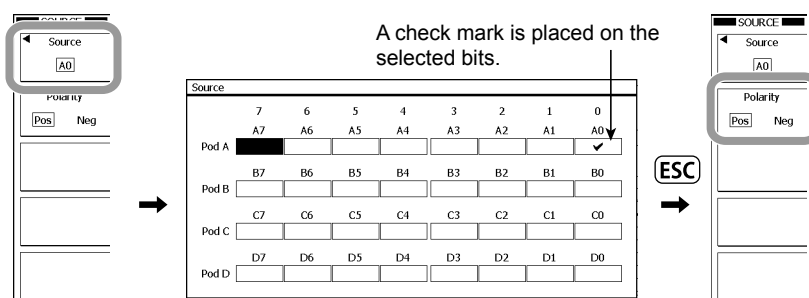 SOURCE
Source
A0
Polarity
Pos Neg
A check mark is placed on the
selected bits.
Source
7 6 5 4 3 2 1 0
A7 A6 A5 A4 A3 A2 A1 A0
Pod A
B7 B6 B5 B4 B3 B2 B1 B0
Pod B
C7 C6 C5 C4 C3 C2 C1 C0
Pod C
D7 D6 D5 D4 D3 D2 D1 D0
Pod D
ESC
SOURCE
Source
A0
Polarity
Pos Neg